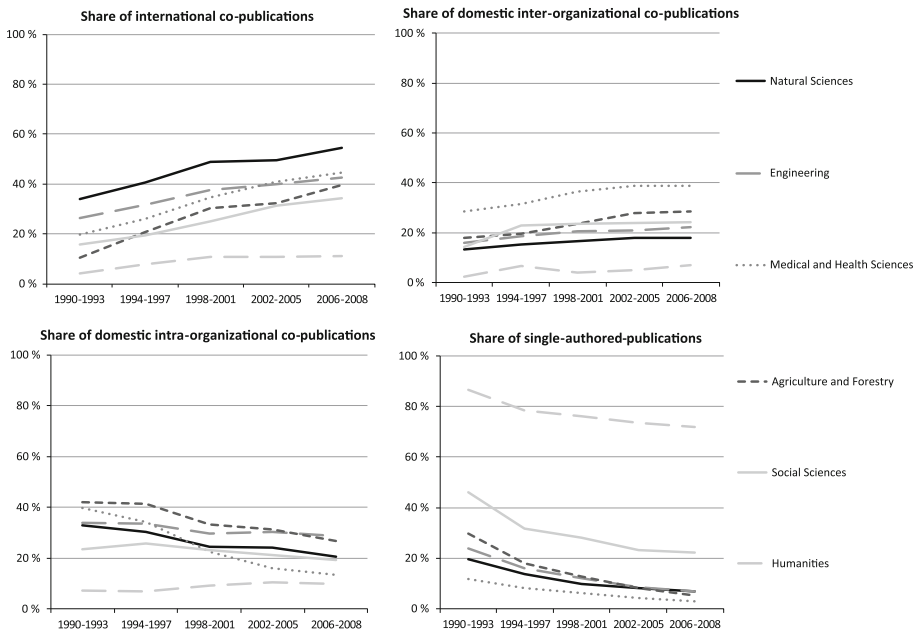 Share of international co-publications
100 %
80 %
60 %
40 %
20 %
0 %
1990-1993 1994-1997 1998-2001 2002-2005 2006-2008
Share of domestic inter-organizational co-publications
100 %
80 %
60 %
40 %
20 %
0 %
1990-1993 1994-1997 1998-2001 2002-2005 2006-2008
Natural Sciences
Engineering
Medical and Health Sciences
Share of domestic intra-organizational co-publications
100 %
80 %
60 %
40 %
20 %
0 %
1990-1993 1994-1997 1998-2001 2002-2005 2006-2008
Share of single-authored-publications
100 %
80 %
60 %
40 %
20 %
0 %
1990-1993 1994-1997 1998-2001 2002-2005 2006-2008
Agriculture and Forestry
Social Sciences
Humanities